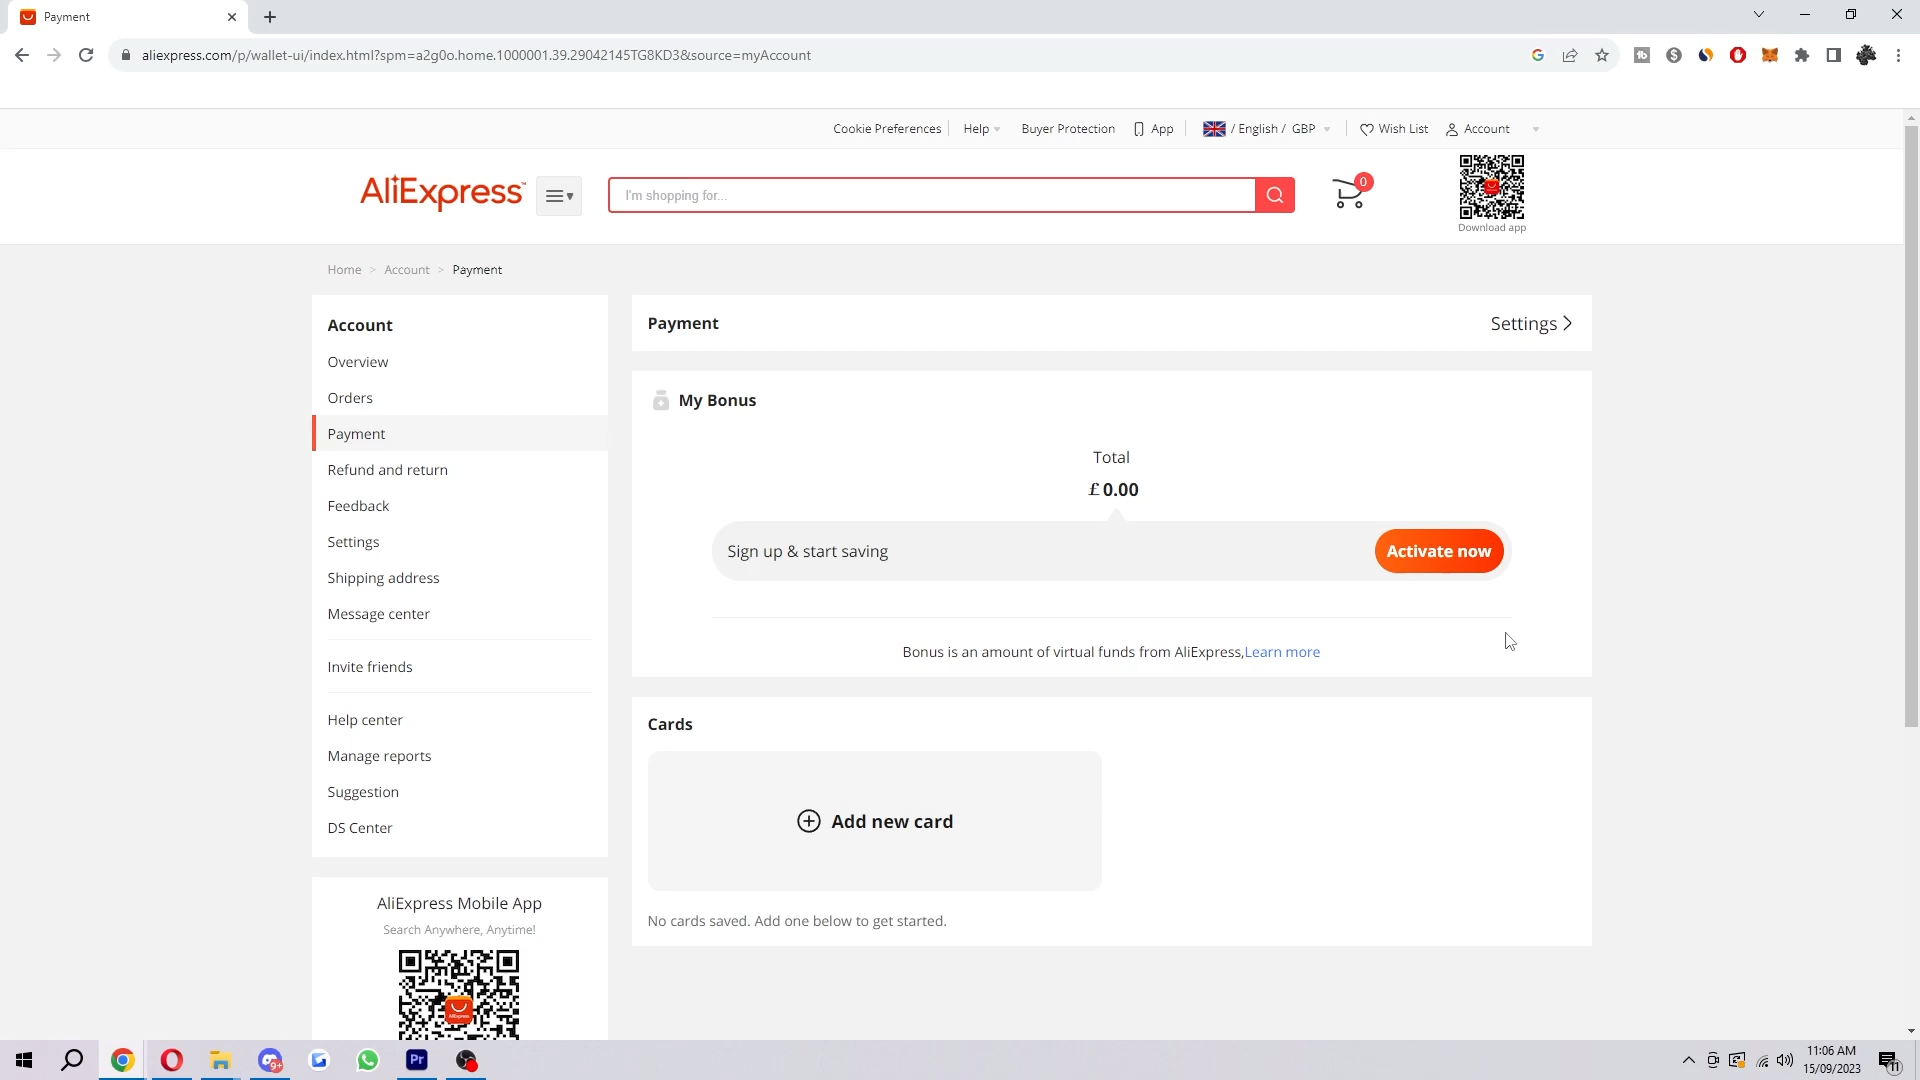 Payment
aliexpress.com/p/wallet-ui/index.html?spm=a2g0o.home.1000001.39.29042145TG8KD3&source=myAccount
Cookie Preferences
Help
Buyer Protection
App
/ English / GBP
Wish List
Account
AliExpress™
I'm shopping for...
0
Download app
Home > Account > Payment
Account
Overview
Orders
Payment
Refund and return
Feedback
Settings
Shipping address
Message center
Invite friends
Help center
Manage reports
Suggestion
DS Center
AliExpress Mobile App
Search Anywhere, Anytime!
AliExpress
Payment
Settings
My Bonus
Total
£0.00
Sign up & start saving
Activate now
Bonus is an amount of virtual funds from AliExpress,Learn more
Cards
Add new card
No cards saved. Add one below to get started.
9+
Pr
11:06 AM
15/09/2023
11